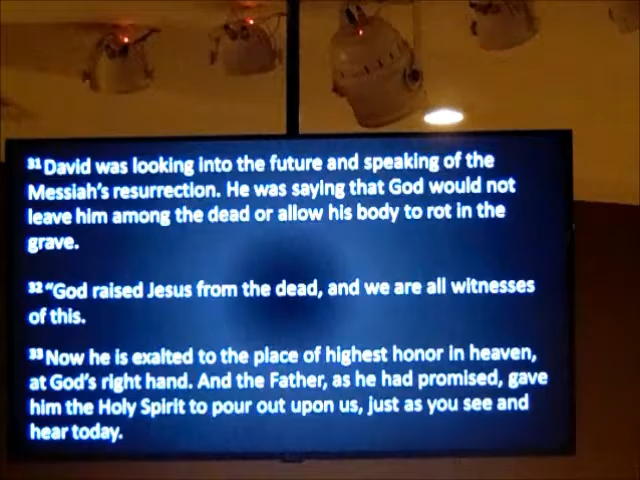 31 David was looking into the future and speaking of the
Messiah's resurrection. He was saying that God would not
leave him among the dead or allow his body to rot in the
grave.
32 "God raised Jesus from the dead, and we are all witnesses
of this.
33 Now he is exalted to the place of highest honor in heaven,
at God's right hand. And the Father, as he had promised, gave
him the Holy Spirit to pour out upon us, just as you see and
hear today.